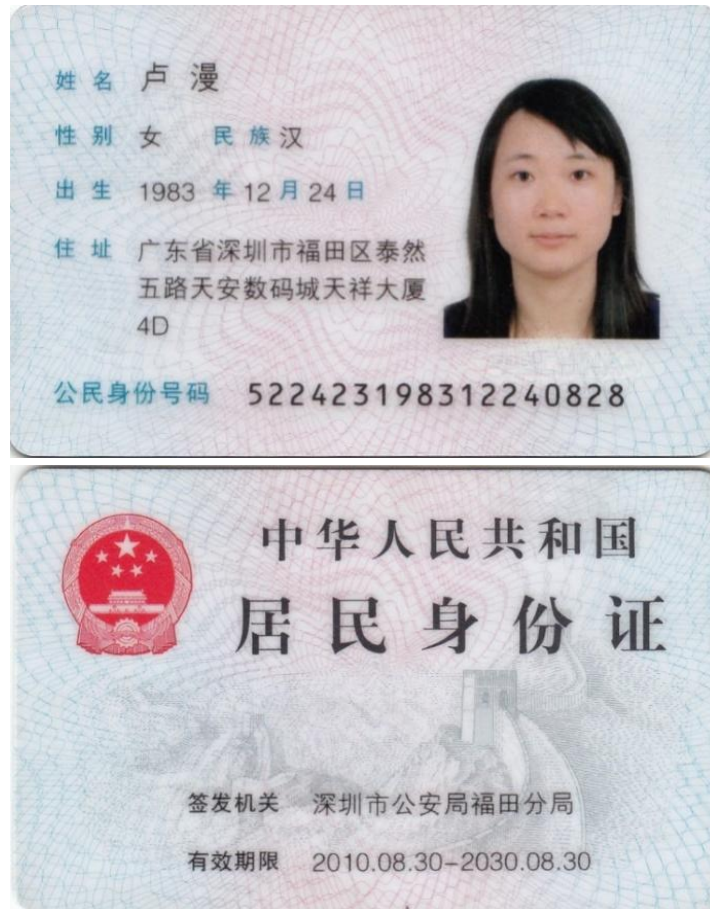 姓名 卢漫
性别 女 民族 汉
出生 1983 年 12 月 24 日
住址 广东省深圳市福田区泰然
五路天安数码城天祥大厦
4D
公民身份号码 522423198312240828
中华人民共和国
居民身份证
签发机关 深圳市公安局福田分局
有效期限 2010.08.30-2030.08.30